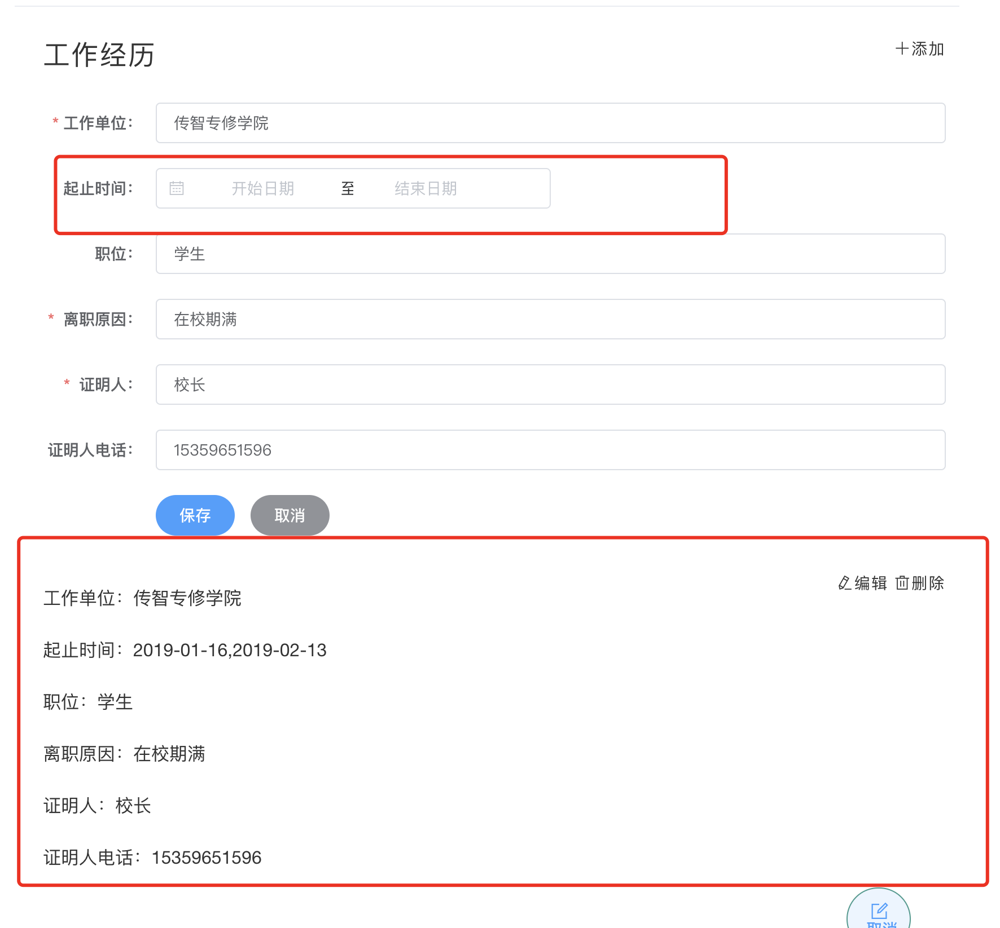 工作经历
添加
* 工作单位：
传智专修学院
起止时间：
开始日期 至 结束日期
职位：
学生
* 离职原因：
在校期满
* 证明人：
校长
证明人电话：
15359651596
保存 取消
编辑 删除
工作单位：传智专修学院
起止时间：2019-01-16,2019-02-13
职位：学生
离职原因：在校期满
证明人：校长
证明人电话：15359651596
取消